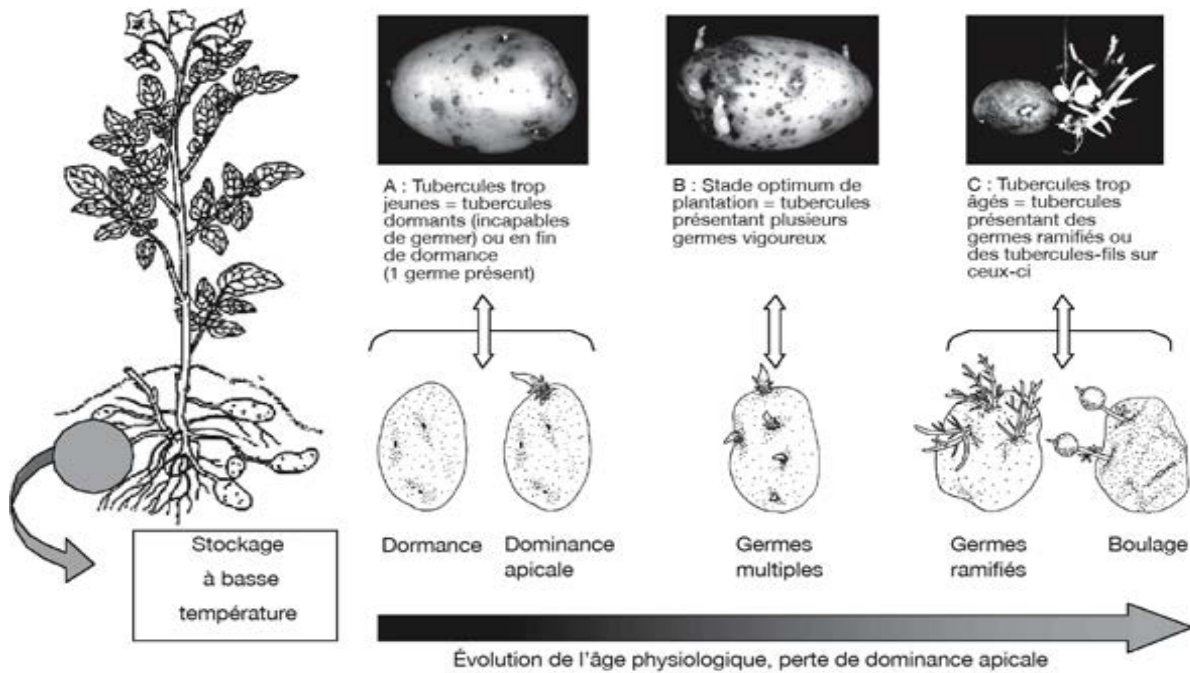 A : Tubercules trop
jeunes = tubercules
dormants (incapables
de germer) ou en fin
de dormance
(1 germe présent)
B : Stade optimum de
plantation = tubercules
présentant plusieurs
germes vigoureux
C : Tubercules trop
âgés = tubercules
présentant des
germes ramifiés ou
des tubercules-fils sur
ceux-ci
Stockage
à basse
température
Dormance
Dominance
apicale
Germes
multiples
Germes
ramifiés
Boulage
Évolution de l'âge physiologique, perte de dominance apicale